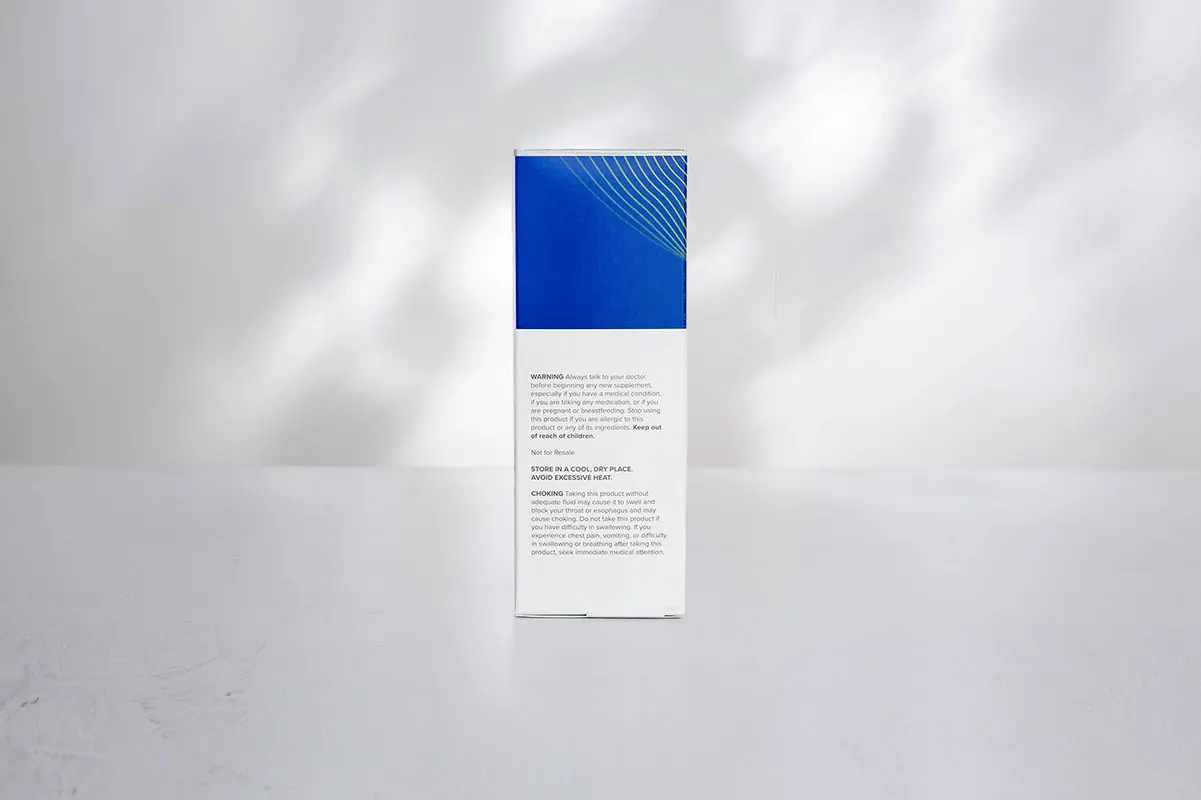 WARNING Always talk to your doctor
before beginning any new supplement,
especially if you have a medical condition,
if you are taking any medication, or if you
are pregnant or breastfeeding. Stop using
this product if you are allergic to this
product or any of its ingredients. Keep out
of reach of children.
Not for Resale
STORE IN A COOL, DRY PLACE.
AVOID EXCESSIVE HEAT.
CHOKING Taking this product without
adequate fluid may cause it to swell and
block your throat or esophagus and may
cause choking. Do not take this product if
you have difficulty in swallowing. If you
experience chest pain, vomiting, or difficulty
in swallowing or breathing after taking this
product, seek immediate medical attention.